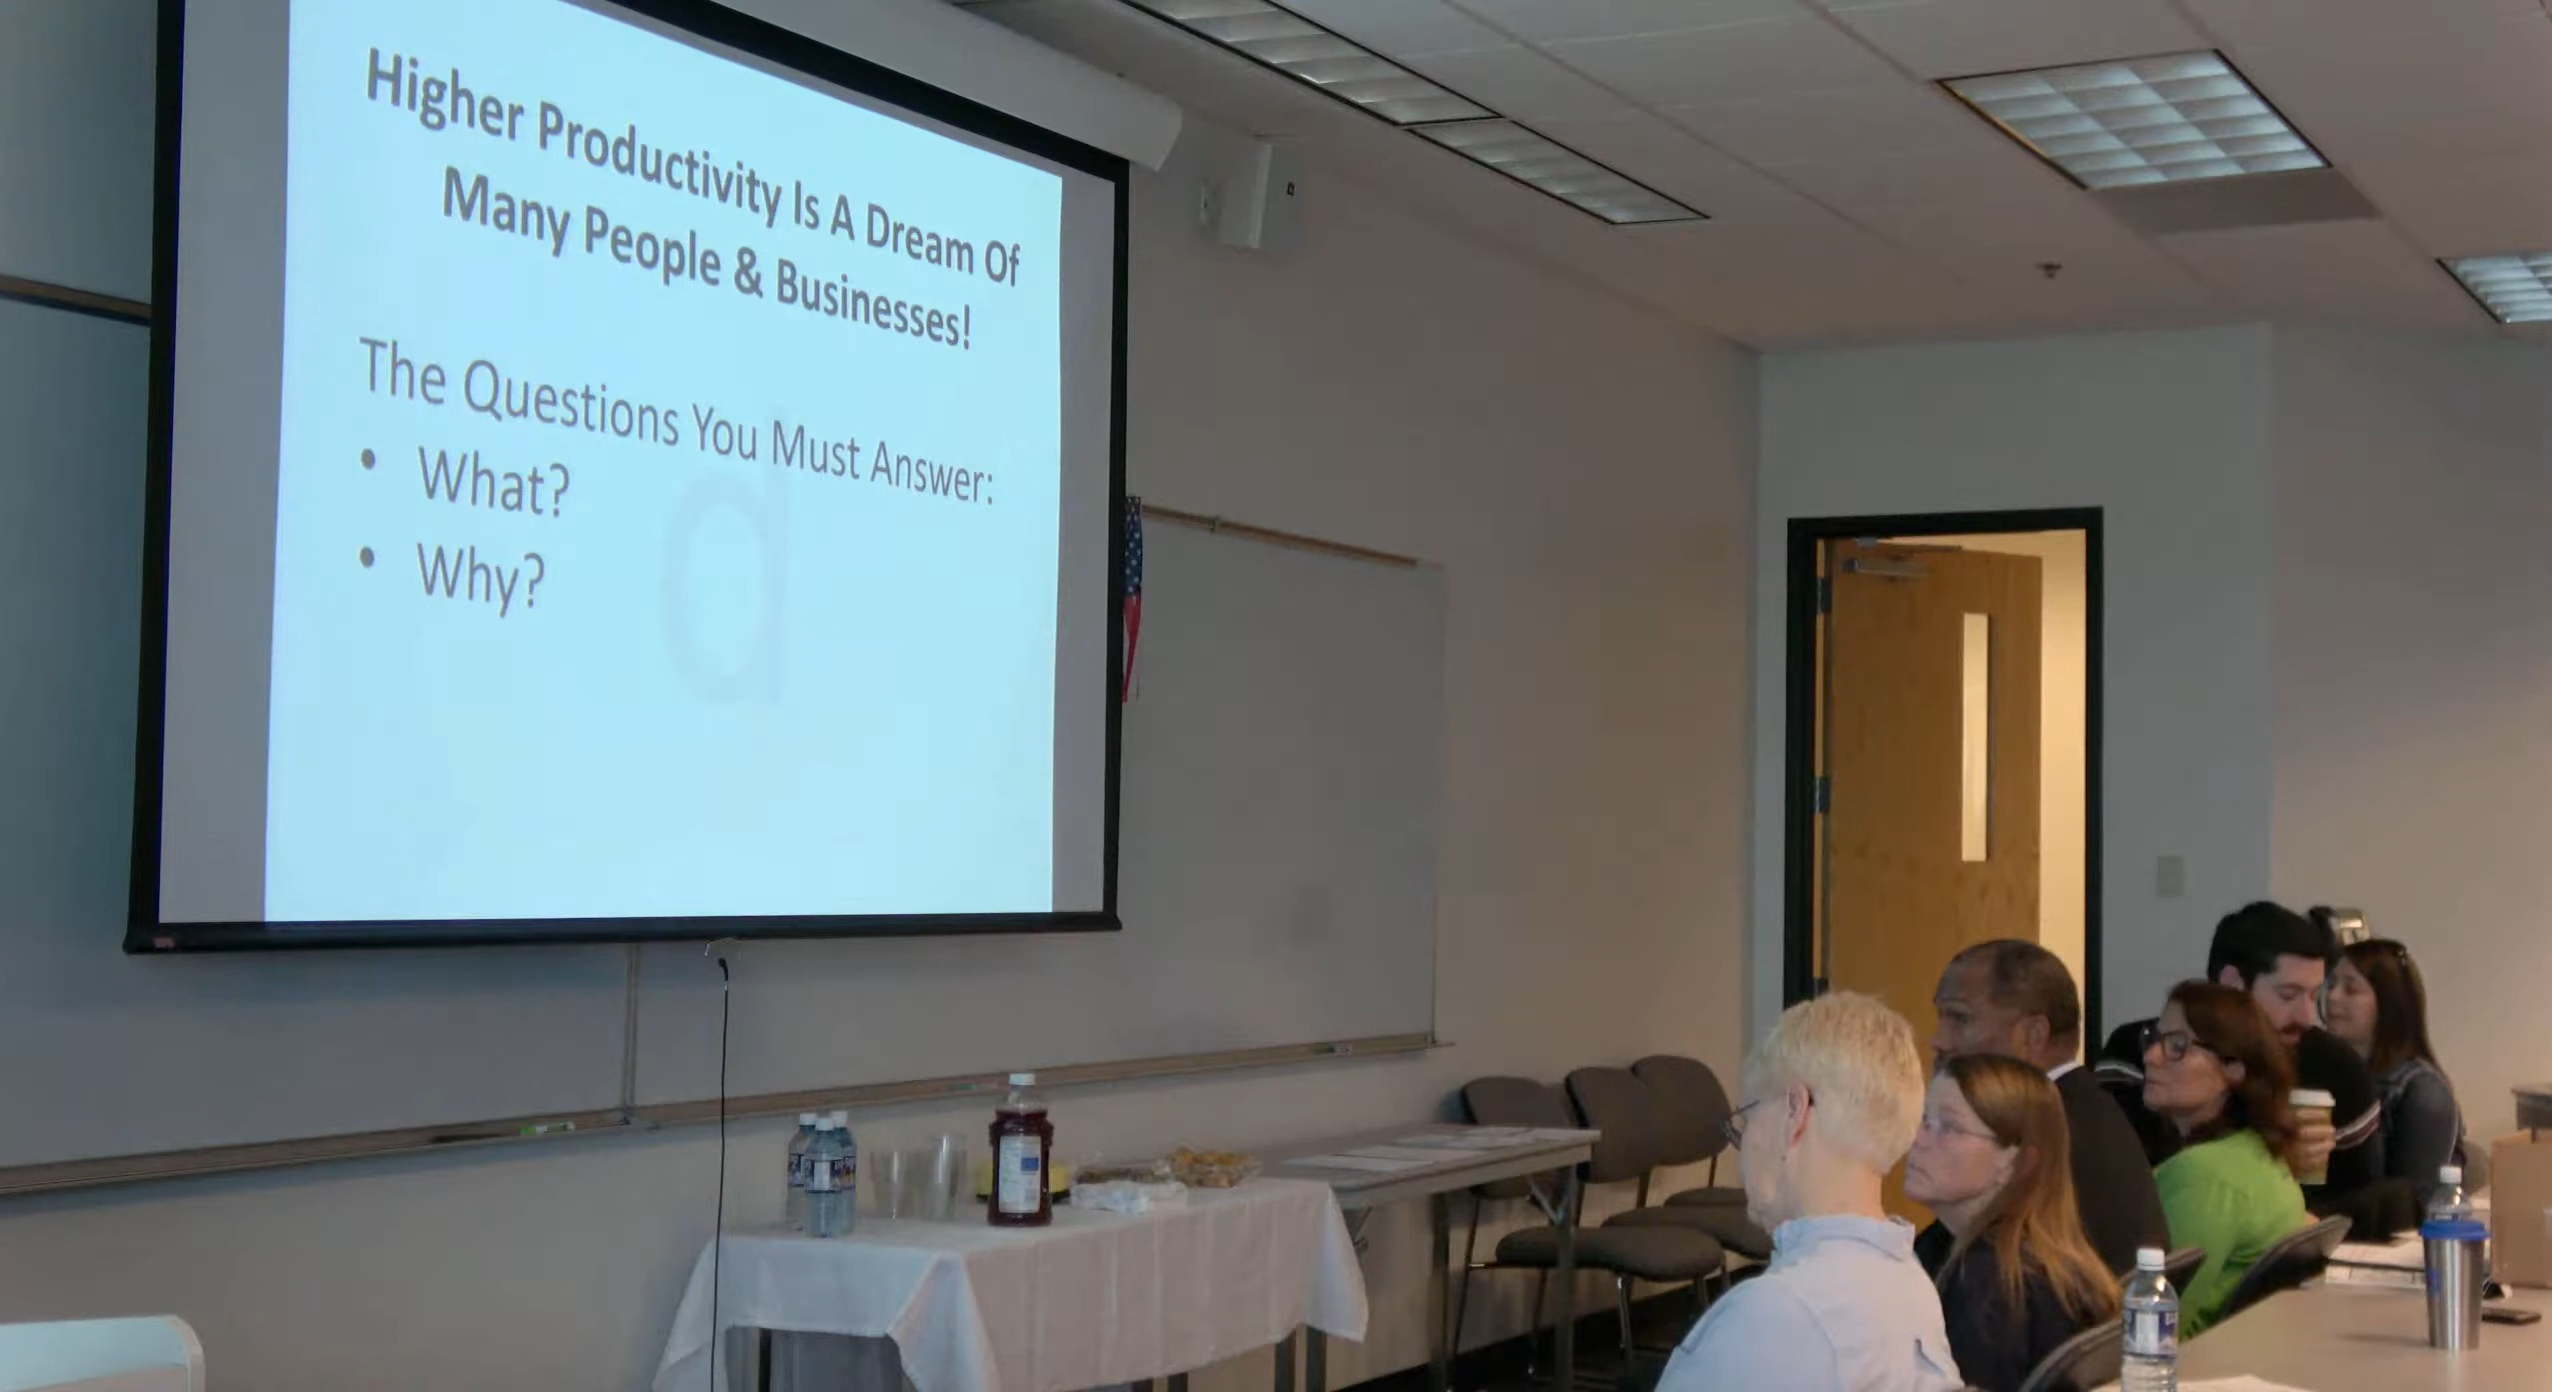 Higher Productivity Is A Dream Of
Many People & Businesses!
The Questions You Must Answer:
• What?
• Why?
d